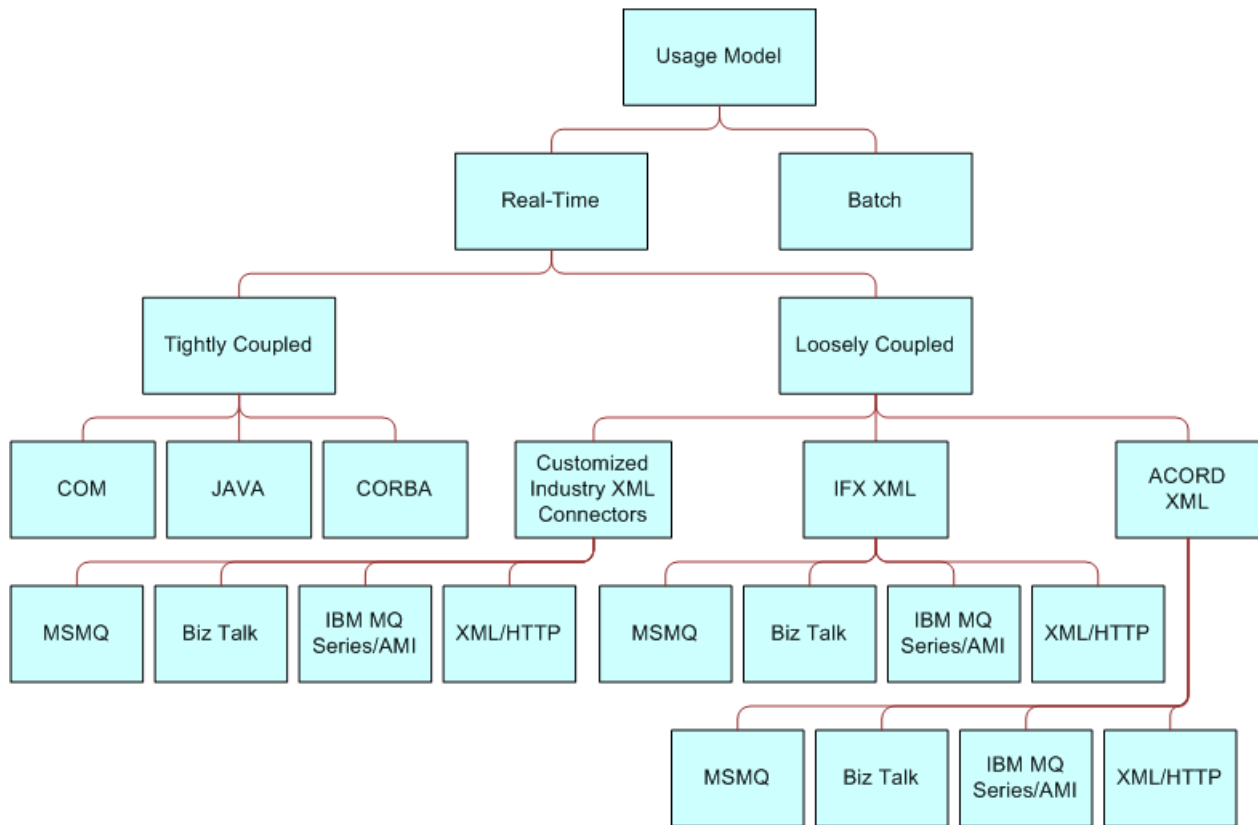 Usage Model
Real-Time
Batch
Tightly Coupled
Loosely Coupled
COM
JAVA
CORBA
Customized
Industry XML
Connectors
IFX XML
ACORD
XML
MSMQ
Biz Talk
IBM MQ
Series/AMI
XML/HTTP
MSMQ
Biz Talk
IBM MQ
Series/AMI
XML/HTTP
MSMQ
Biz Talk
IBM MQ
Series/AMI
XML/HTTP